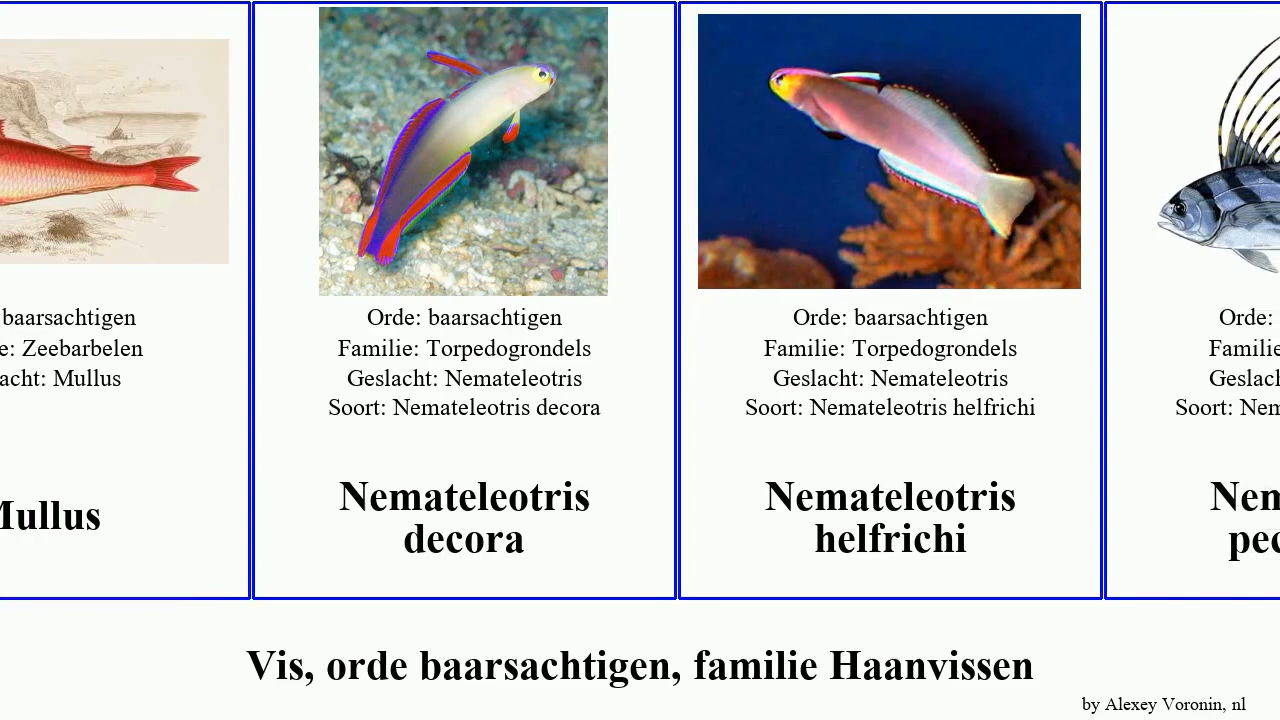 baarsachtigen
e: Zeebarbelen
acht: Mullus
Mullus
Orde: baarsachtigen
Familie: Torpedogrondels
Geslacht: Nemateleotris
Soort: Nemateleotris decora
Nemateleotris
decora
Orde: baarsachtigen
Familie: Torpedogrondels
Geslacht: Nemateleotris
Soort: Nemateleotris helfrichi
Nemateleotris
helfrichi
Orde:
Familie
Geslach
Soort: Nem
Nem
pec
Vis, orde baarsachtigen, familie Haanvissen
by Alexey Voronin, nl